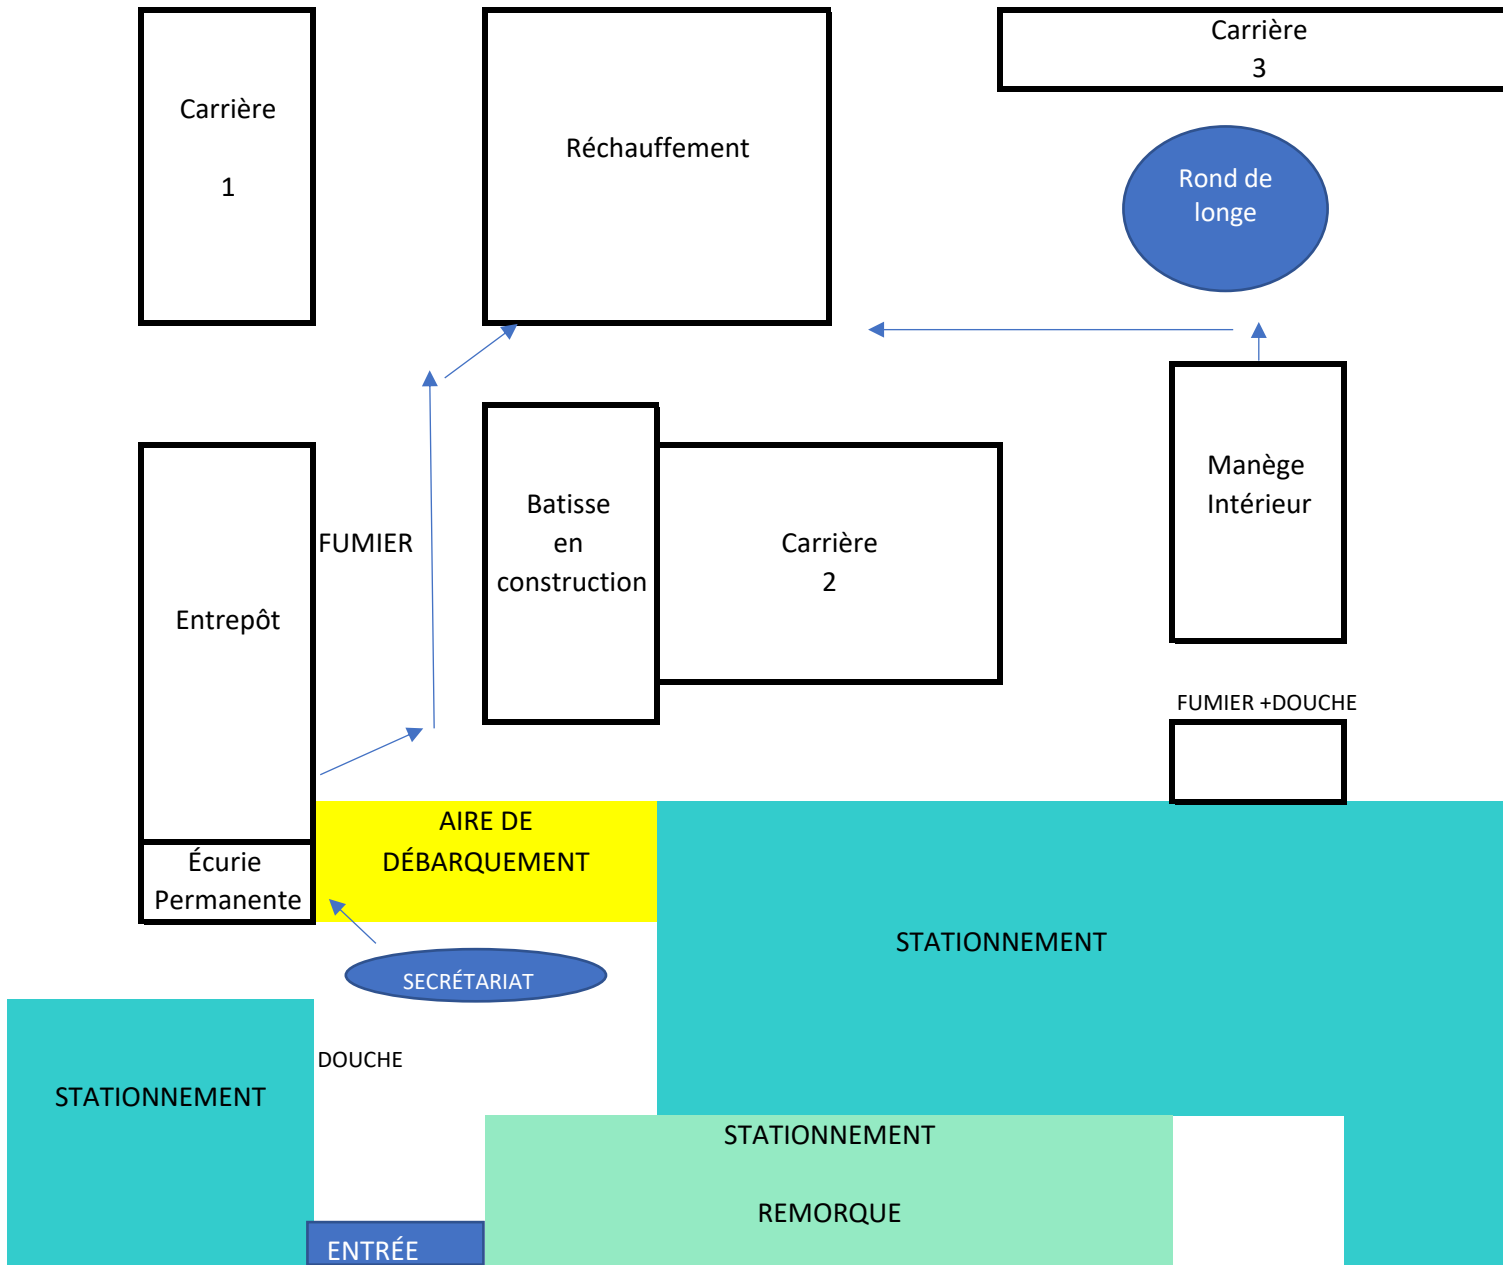 Carrière
1
Réchauffement
Carrière
3
Rond de
longe
Manège
Intérieur
Batisse
en
construction
Carrière
2
FUMIER
Entrepôt
FUMIER +DOUCHE
AIRE DE
DÉBARQUEMENT
Écurie
Permanente
STATIONNEMENT
SECRÉTARIAT
DOUCHE
STATIONNEMENT
STATIONNEMENT
REMORQUE
ENTRÉE